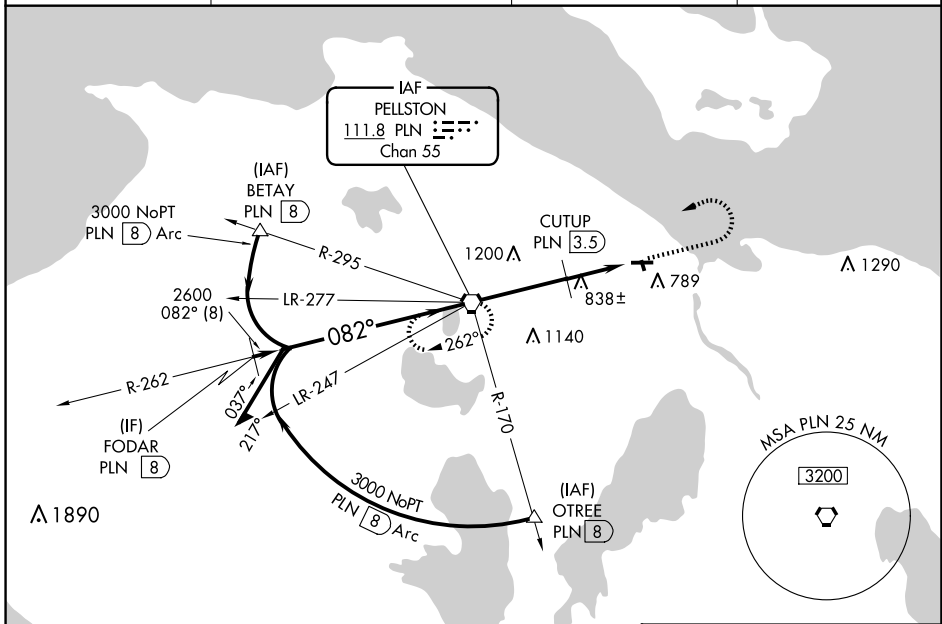 IAF
PELLSTON
111.8 PLN
Chan 55
(IAF)
BETAY
PLN 8
3000 NoPT
PLN 8 Arc
R-295
1200
CUTUP
PLN 3.5
1290
789
838±
2600
082° (8)
LR-277
082°
262°
1140
R-262
037°
217°
LR-247
R-170
(IF)
FODAR
PLN 8
MSA PLN 25 NM
3200
3000 NoPT
PLN 8 Arc
(IAF)
OTREE
PLN 8
1890